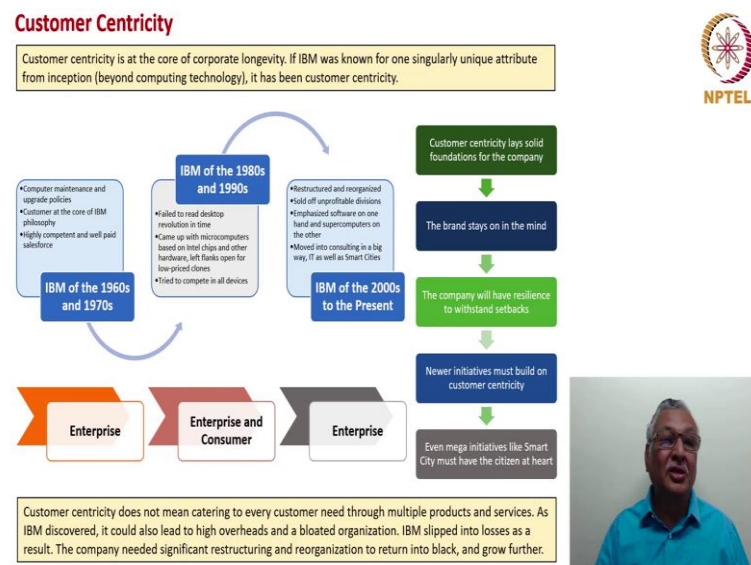 Customer Centricity
Customer centricity is at the core of corporate longevity. If IBM was known for one singularly unique attribute
from inception (beyond computing technology), it has been customer centricity.
NPTEL
•Computer maintenance and
upgrade policies
•Customer at the core of IBM
philosophy
•Highly competent and well paid
salesforce
IBM of the 1960s
and 1970s
IBM of the 1980s
and 1990s
•Failed to read desktop
revolution in time
•Came up with microcomputers
based on Intel chips and other
hardware, left flanks open for
low-priced clones
•Tried to compete in all devices
•Restructured and reorganized
•Sold off unprofitable divisions
•Emphasized software on one
hand and supercomputers on
the other
•Moved into consulting in a big
way, IT as well as Smart Cities
IBM of the 2000s
to the Present
Enterprise
Enterprise and
Consumer
Enterprise
Customer centricity lays solid
foundations for the company
The brand stays on in the mind
The company will have resilience
to withstand setbacks
Newer initiatives must build on
customer centricity
Even mega initiatives like Smart
City must have the citizen at heart
Customer centricity does not mean catering to every customer need through multiple products and services. As
IBM discovered, it could also lead to high overheads and a bloated organization. IBM slipped into losses as a
result. The company needed significant restructuring and reorganization to return into black, and grow further.